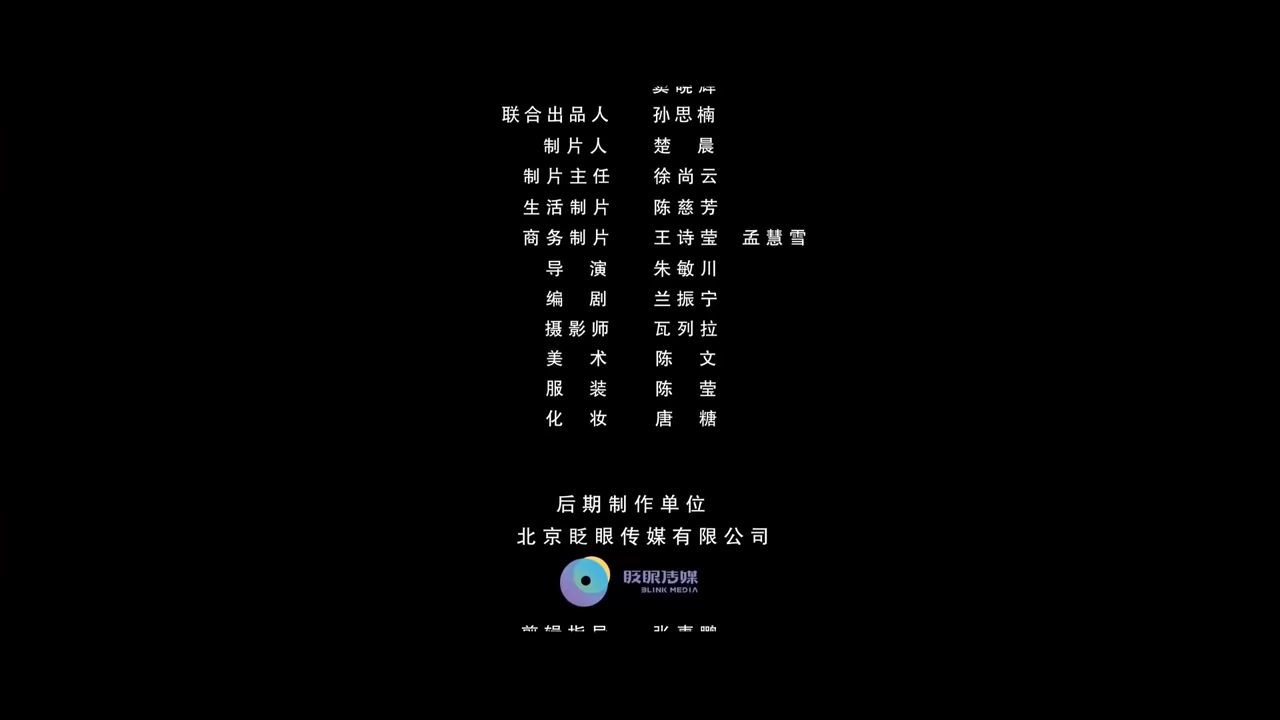 联合出品人 孙思楠
制片人 楚 晨
制片主任 徐尚云
生活制片 陈慈芳
商务制片 王诗莹 孟慧雪
导 演 朱敏川
编 剧 兰振宁
摄影师 瓦列拉
美 术 陈 文
服 装 陈 莹
化 妆 唐 糖
后期制作单位
北京眨眼传媒有限公司
眨眼传媒
BLINK MEDIA